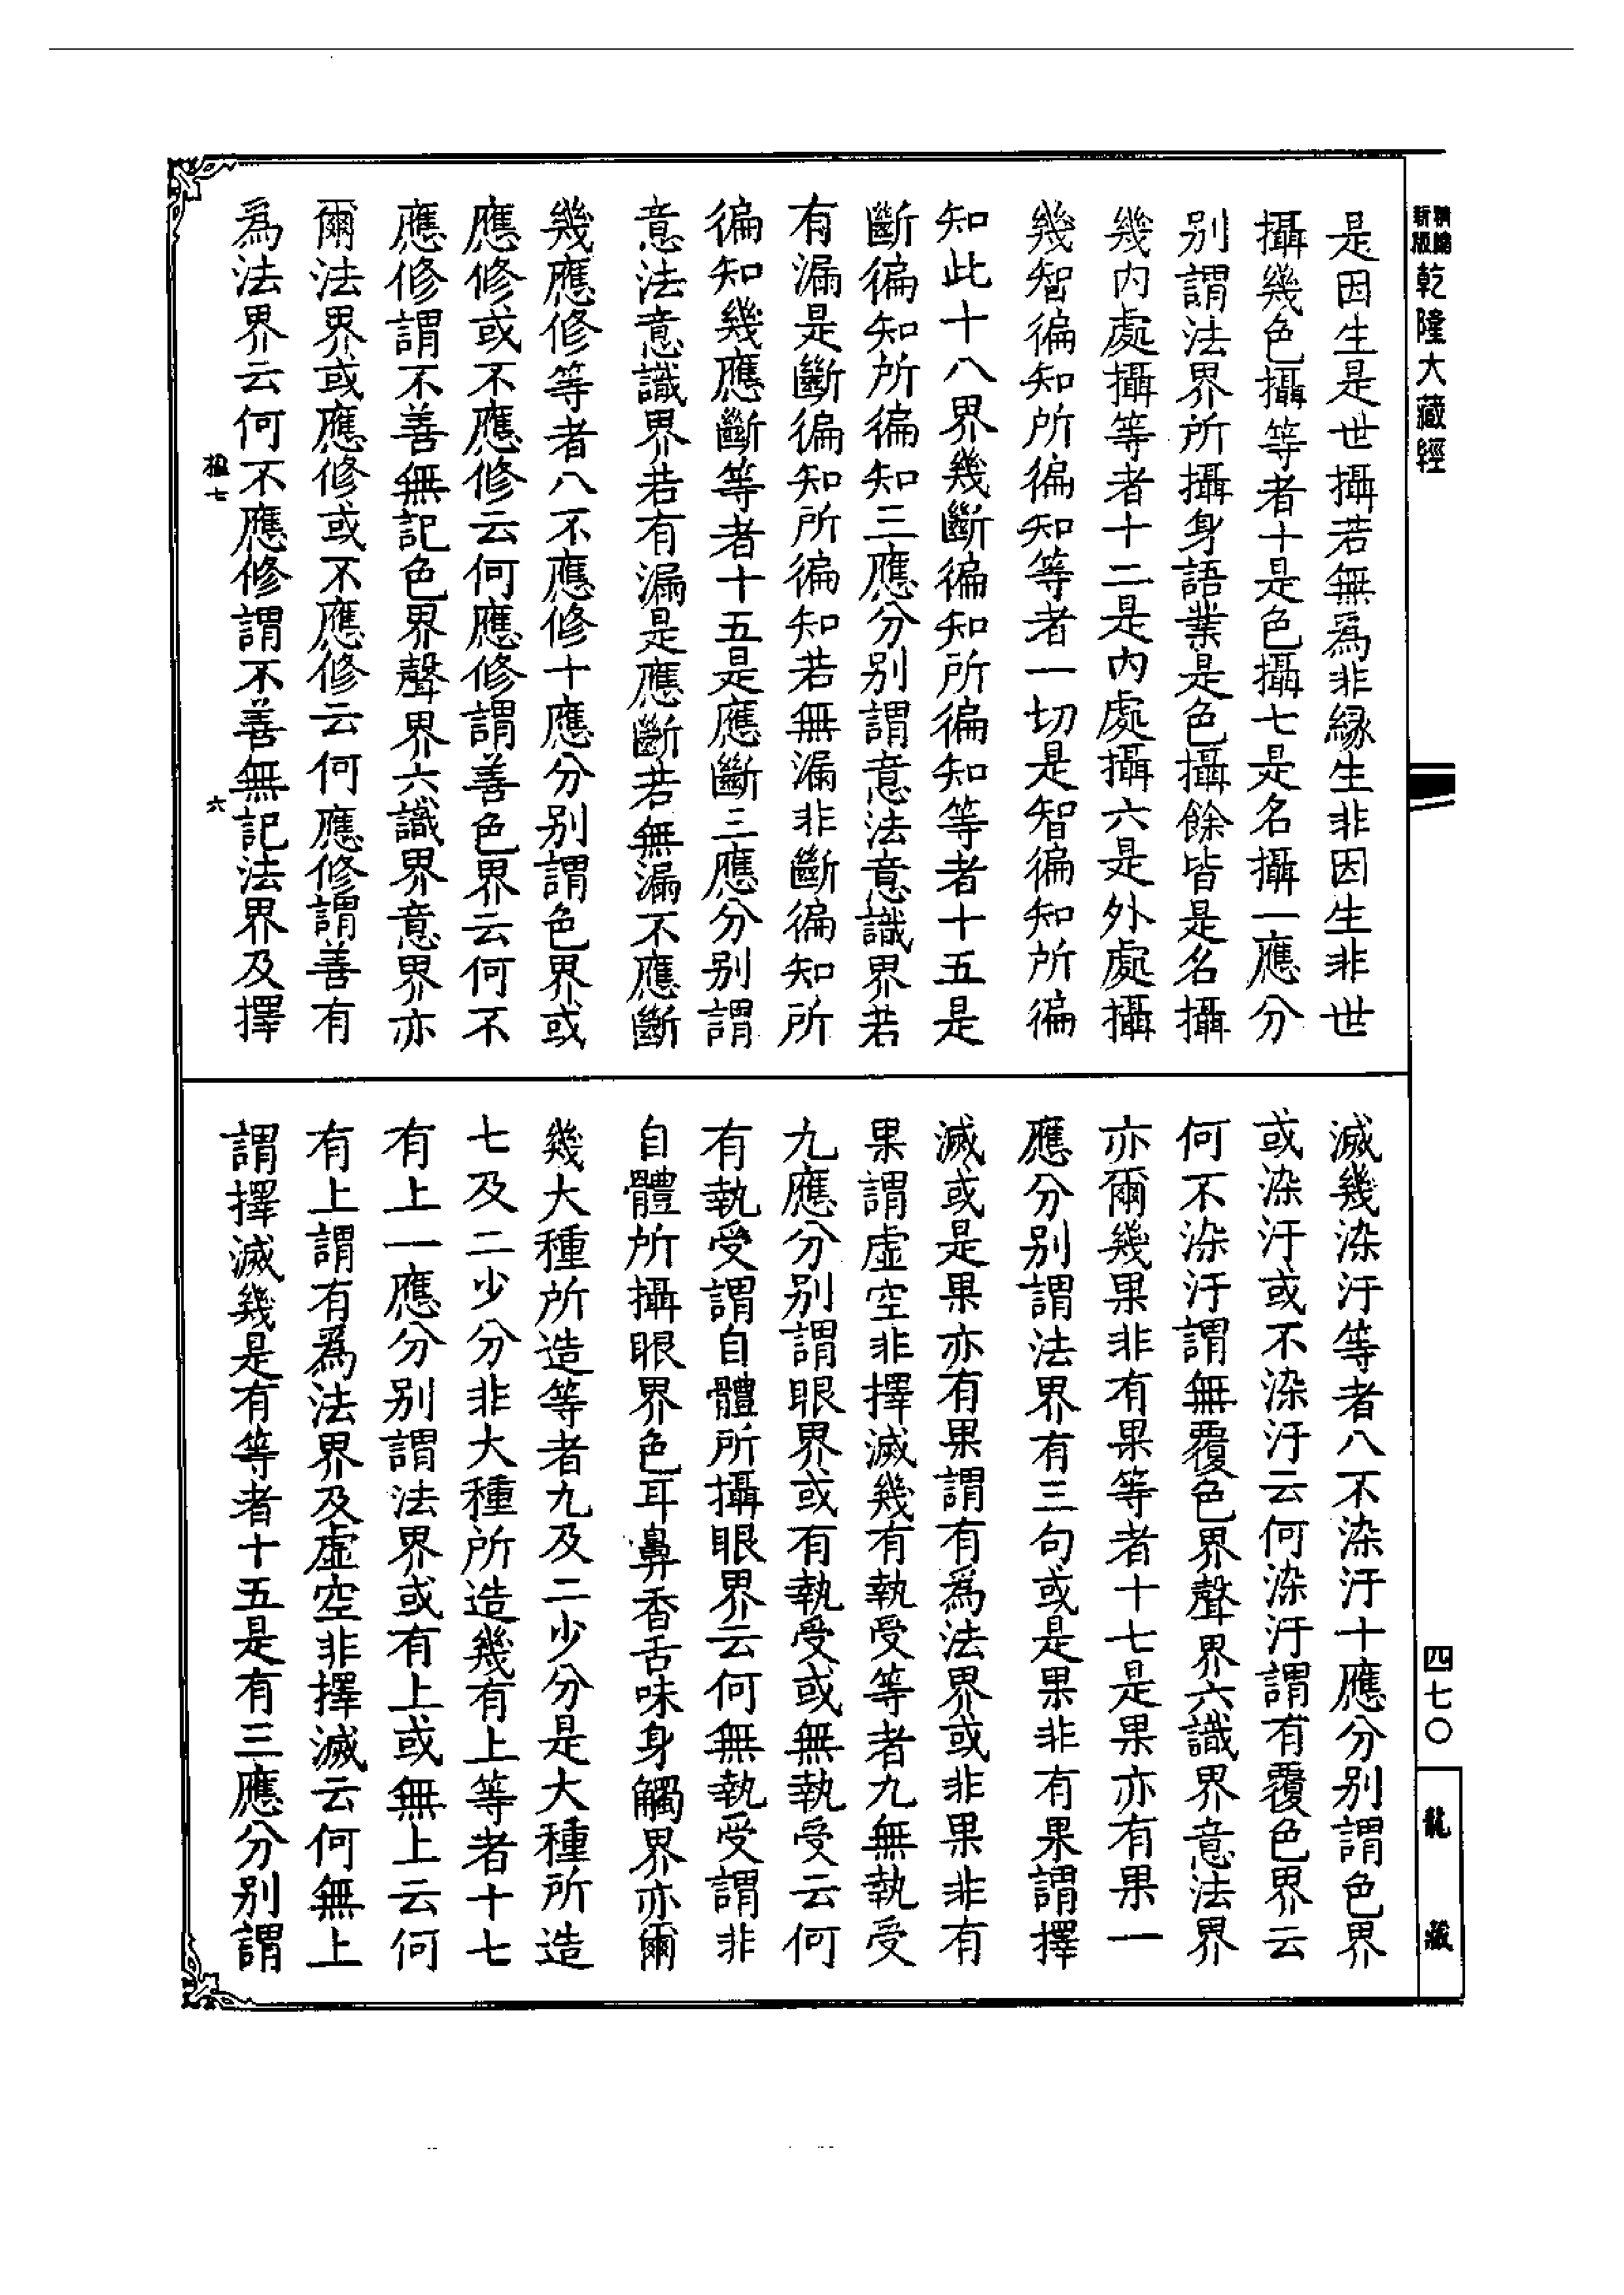 乾隆大藏經
是因生是世攝若無爲非緣生非因生非世
攝幾色攝等者十是色攝七是名攝一應分
别謂法界所攝身語業是色攝餘皆是名攝
幾内處攝等者十二是内處攝六是外處攝
幾智徧知所徧知等者一切是智徧知所徧
知此十八界幾斷徧知所徧知等者十五是
斷徧知所徧知三應分别謂意法意識界若
有漏是斷徧知所徧知若無漏非斷徧知所
徧知幾應斷等者十五是應斷三應分别謂
意法意識界若有漏是應斷若無漏不應斷
幾應修等者八不應修十應分别謂色界或
應修或不應修云何應修謂善色界云何不
應修謂不善無記色界聲界六識界意界亦
爾法界或應修或不應修云何應修謂善有
為法界云何不應修謂不善無記法界及擇
七
六
滅幾染汙等者八不染汙十應分别謂色界
或染汙或不染汙云何染汙謂有覆色界云
何不染汙謂無覆色界聲界六識界意法界
亦爾幾果非有果等者十七是果亦有果一
應分别謂法界有三句或是果非有果謂擇
滅或是果亦有果謂有為法界或非果非有
果謂虛空非擇滅幾有執受等者九無執受
九應分别謂眼界或有執受或無執受云何
有執受謂自體所攝眼界云何無執受謂非
自體所攝眼界色耳鼻香舌味身觸界亦爾
幾大種所造等者九及二少分是大種所造
七及二少分非大種所造幾有上等者十七
有上一應分别謂法界或有上或無上云何
有上謂有爲法界及虛空非擇滅云何無上
謂擇滅幾是有等者十五是有三應分别謂
四七〇
龍藏